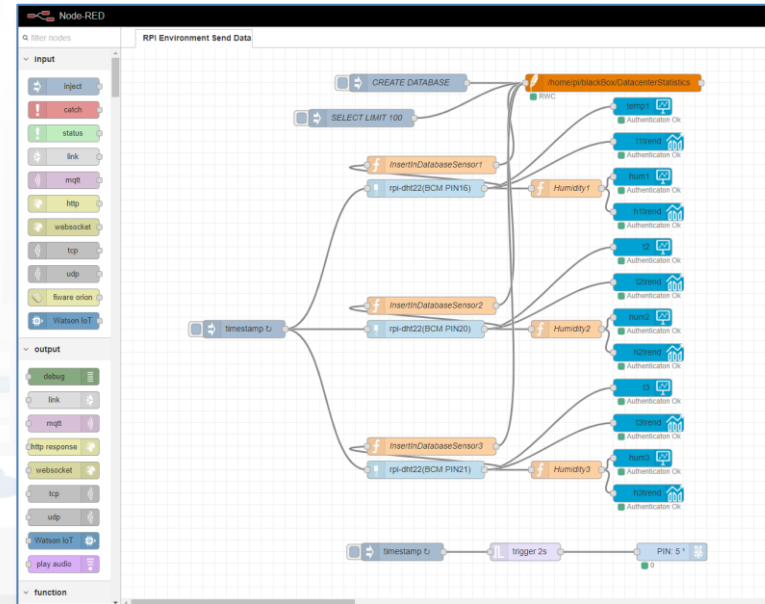 Node-RED
filter nodes
RPI Environment Send Data
input
inject
catch
status
link
mqtt
http
websocket
tcp
udp
fiware orion
Watson IoT
output
debug
link
mqtt
http response
websocket
tcp
udp
Watson IoT
play audio
function
CREATE DATABASE
/home/pi/blackBox/DatacenterStatistics
RWC
SELECT LIMIT 100
temp1
Authenticaton Ok
t1trend
Authenticaton Ok
InsertInDatabaseSensor1
rpi-dht22(BCM PIN16)
Humidity1
hum1
Authenticaton Ok
h1trend
Authenticaton Ok
t2
Authenticaton Ok
t2trend
Authenticaton Ok
InsertInDatabaseSensor2
timestamp ↻
rpi-dht22(BCM PIN20)
Humidity2
hum2
Authenticaton Ok
h2trend
Authenticaton Ok
t3
Authenticaton Ok
t3trend
Authenticaton Ok
InsertInDatabaseSensor3
rpi-dht22(BCM PIN21)
Humidity3
hum3
Authenticaton Ok
h3trend
Authenticaton Ok
timestamp ↻
trigger 2s
PIN: 5 ¹
0